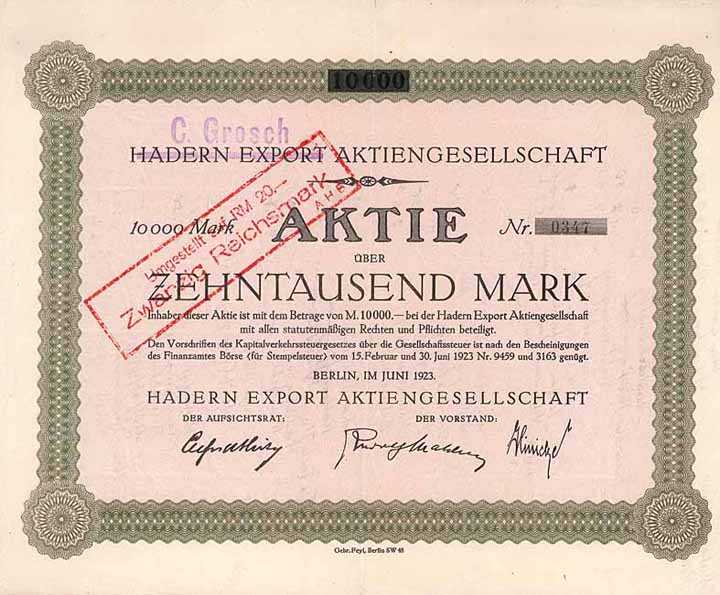 10000
C. Grosch
HADERN EXPORT AKTIENGESELLSCHAFT
Umgestellt auf RM 20.—
Zwanzig Reichsmark
A H E
10000 Mark AKTIE Nr. 0347
ÜBER
ZEHNTAUSEND MARK
Inhaber dieser Aktie ist mit dem Betrage von M. 10000.— bei der Hadern Export Aktiengesellschaft
mit allen statutenmäßigen Rechten und Pflichten beteiligt.
Den Vorschriften des Kapitalverkehrssteuergesetzes über die Gesellschaftssteuer ist nach den Bescheinigungen
des Finanzamtes Börse (für Stempelsteuer) vom 15. Februar und 30. Juni 1923 Nr. 9459 und 3163 genügt.
BERLIN, IM JUNI 1923.
HADERN EXPORT AKTIENGESELLSCHAFT
DER AUFSICHTSRAT: DER VORSTAND:
Gebr. Feyl, Berlin SW 48